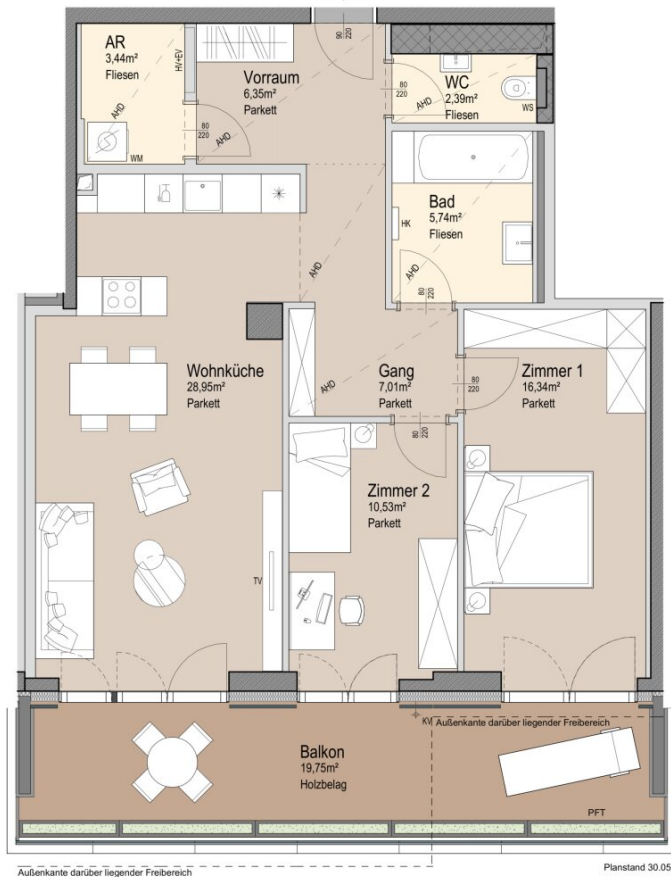 AR
3,44m²
Fliesen
HV+EV
AHD
WM
80
220
Vorraum
6,35m²
Parkett
AHD
90
220
80
220
WC
2,39m²
Fliesen
AHD
WS
Bad
5,74m²
Fliesen
HK
AHD
80
220
AHD
Wohnküche
28,95m²
Parkett
TV
Gang
7,01m²
Parkett
AHD
80
220
80
220
Zimmer 1
16,34m²
Parkett
Zimmer 2
10,53m²
Parkett
KV
Außenkante darüber liegender Freibereich
Balkon
19,75m²
Holzbelag
PFT
Außenkante darüber liegender Freibereich
Planstand 30.05